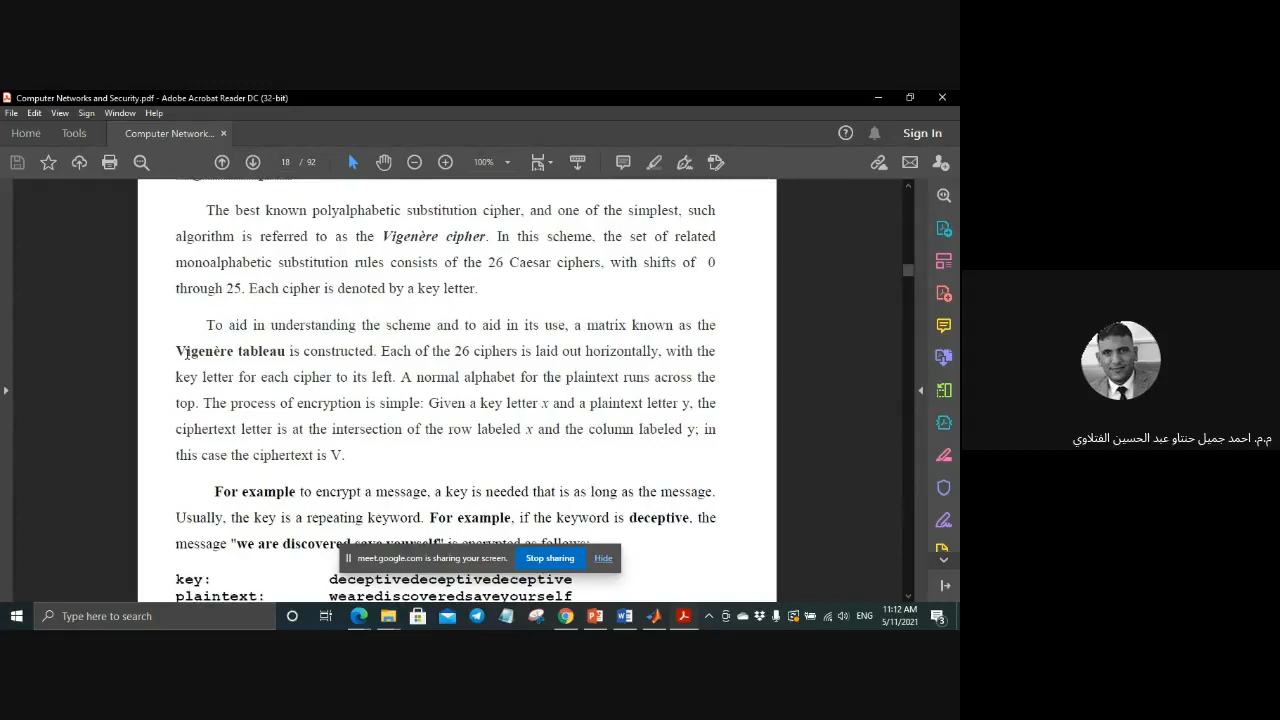 Computer Networks and Security.pdf - Adobe Acrobat Reader DC (32-bit)
File Edit View Sign Window Help
Home Tools Computer Network... × Sign In
18 / 92 100%
The best known polyalphabetic substitution cipher, and one of the simplest, such
algorithm is referred to as the Vigenère cipher. In this scheme, the set of related
monoalphabetic substitution rules consists of the 26 Caesar ciphers, with shifts of 0
through 25. Each cipher is denoted by a key letter.
To aid in understanding the scheme and to aid in its use, a matrix known as the
Vigenère tableau is constructed. Each of the 26 ciphers is laid out horizontally, with the
key letter for each cipher to its left. A normal alphabet for the plaintext runs across the
top. The process of encryption is simple: Given a key letter x and a plaintext letter y, the
ciphertext letter is at the intersection of the row labeled x and the column labeled y; in
this case the ciphertext is V.
For example to encrypt a message, a key is needed that is as long as the message.
Usually, the key is a repeating keyword. For example, if the keyword is deceptive, the
message "we are discovered save yourself" is encrypted as follows:
meet.google.com is sharing your screen. Stop sharing Hide
key: deceptivedeceptivedeceptive
plaintext: wearediscoveredsaveyourself
Type here to search
ENG
11:12 AM
5/11/2021
3
م.م. احمد جميل حنتاو عبد الحسين الفتلاوي